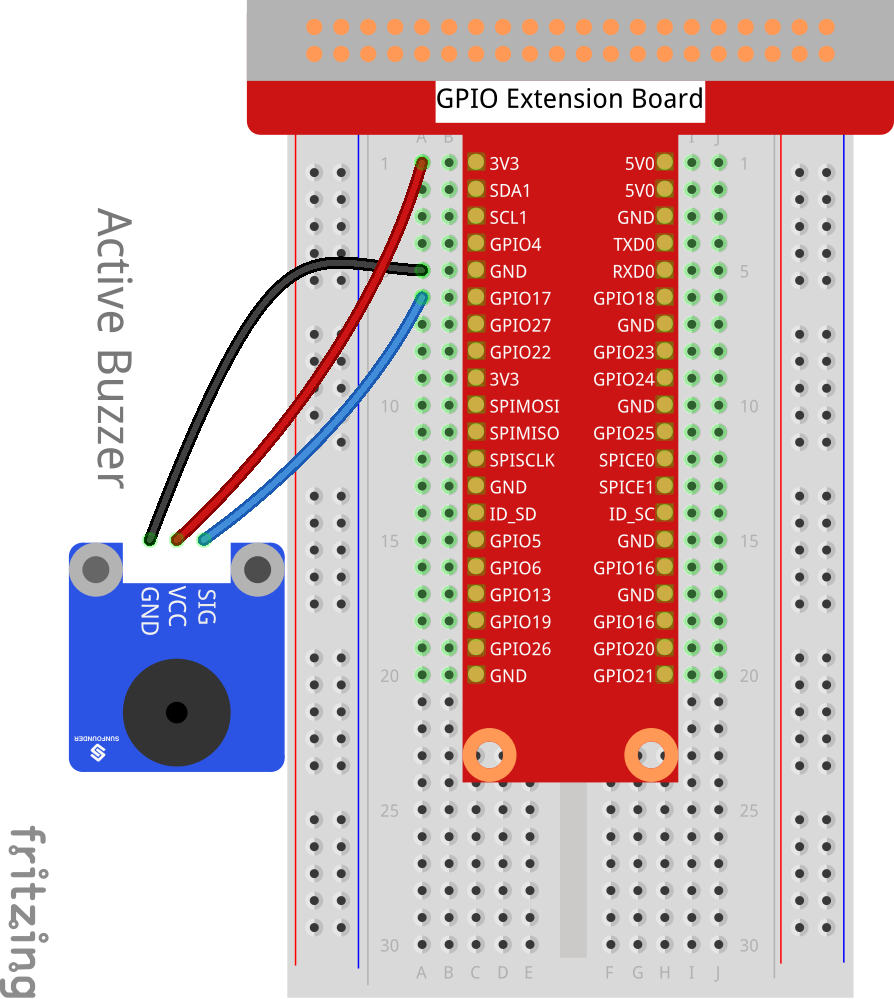 GPIO Extension Board
A B I J
1 3V3 5V0 1
SDA1 5V0
SCL1 GND
GPIO4 TXD0
5 GND RXD0 5
GPIO17 GPIO18
GPIO27 GND
GPIO22 GPIO23
3V3 GPIO24
10 SPIMOSI GND 10
SPIMISO GPIO25
SPISCLK SPICE0
GND SPICE1
ID_SD ID_SC
15 GPIO5 GND 15
GPIO6 GPIO16
GPIO13 GND
GPIO19 GPIO16
GPIO26 GPIO20
20 GND GPIO21 20
25 25
30 30
A B C D E F G H I J
Active Buzzer
GND
VCC
SIG
SUNFOUNDER
fritzing